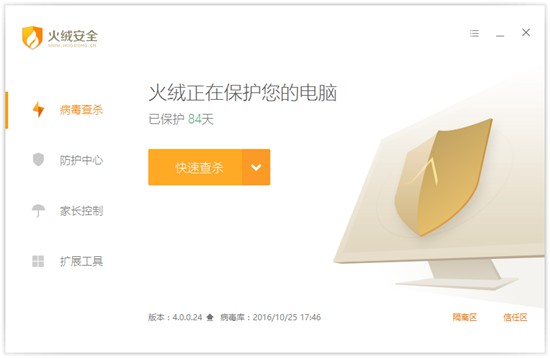 火绒安全
WWW.HUORONG.CN
病毒查杀
防护中心
家长控制
扩展工具
火绒正在保护您的电脑
已保护 84天
快速查杀
版本：4.0.0.24 病毒库：2016/10/25 17:46
隔离区 信任区